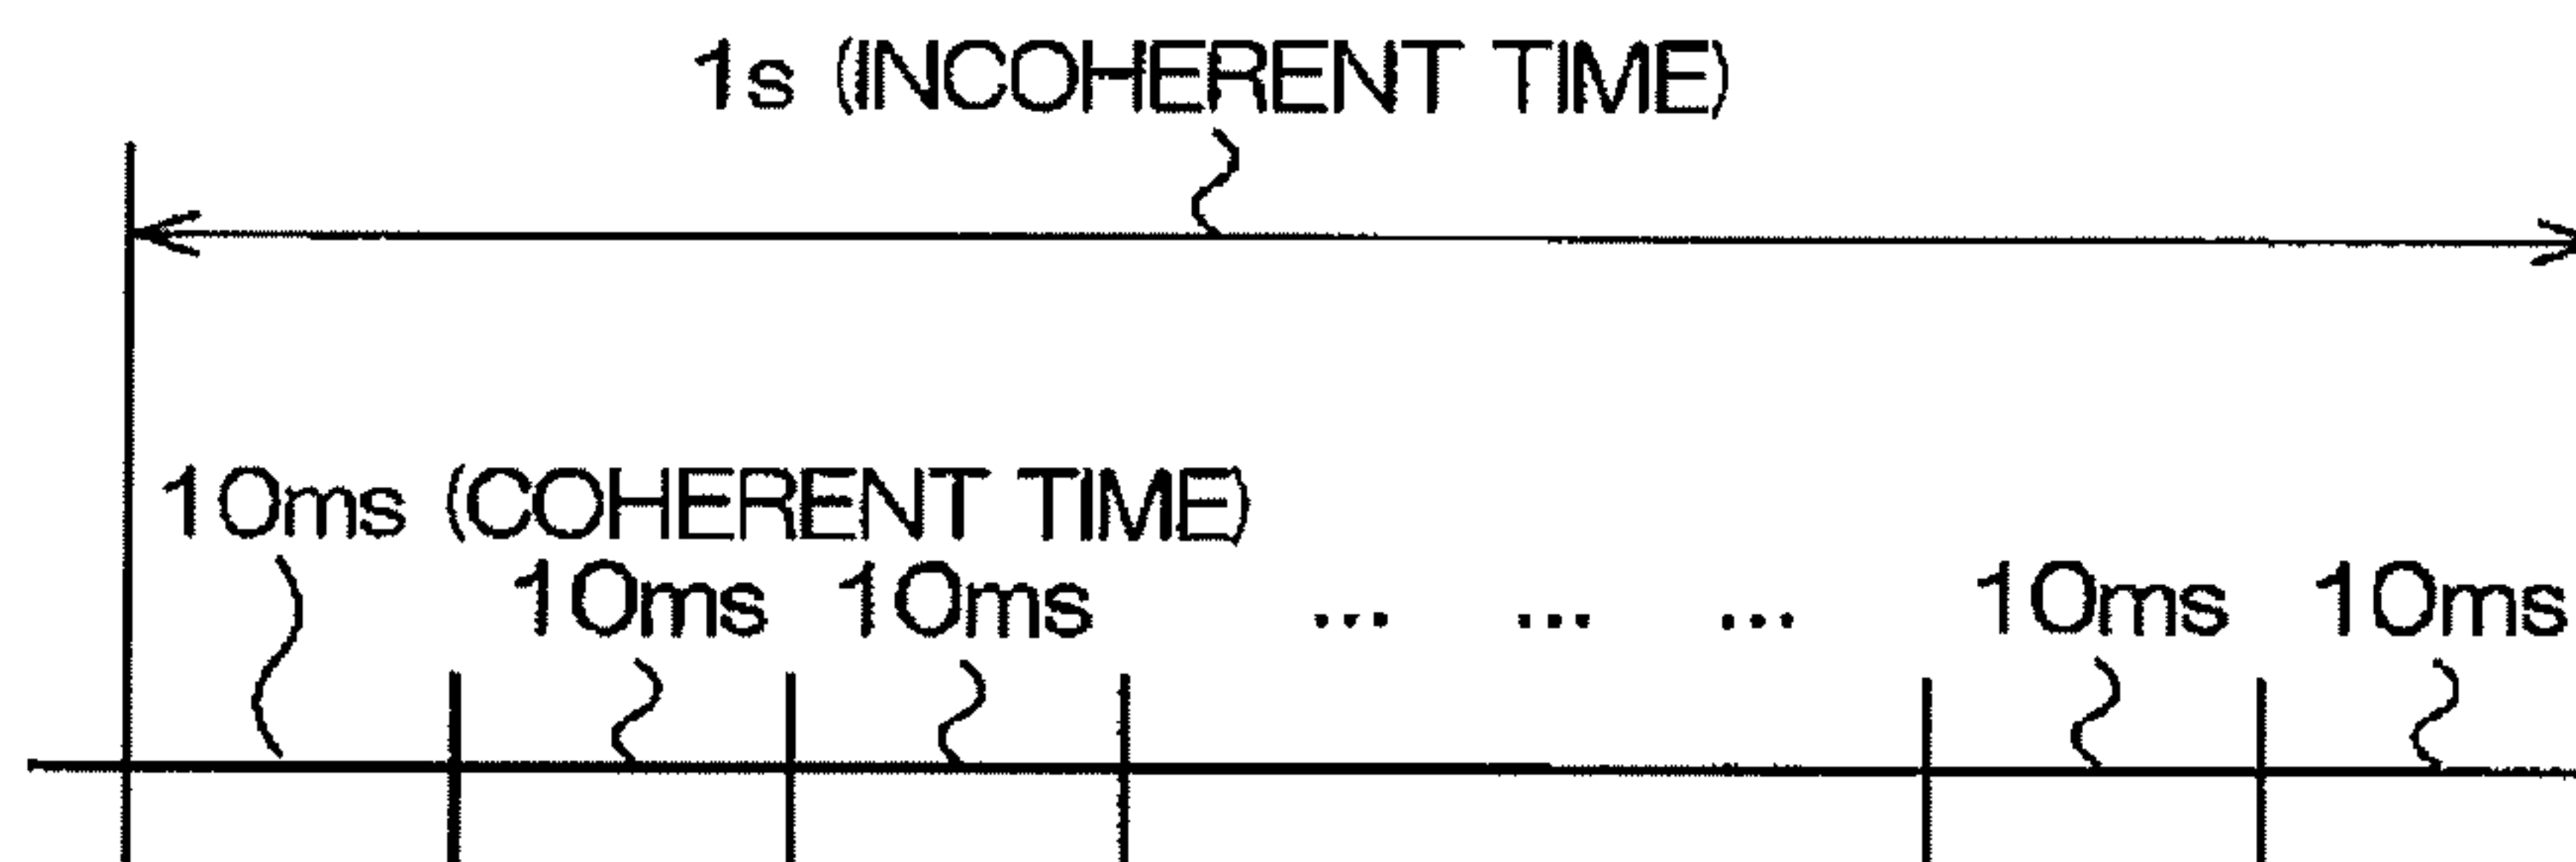 1s (INCOHERENT TIME)
10ms (COHERENT TIME)
10ms 10ms ... ... ... 10ms 10ms